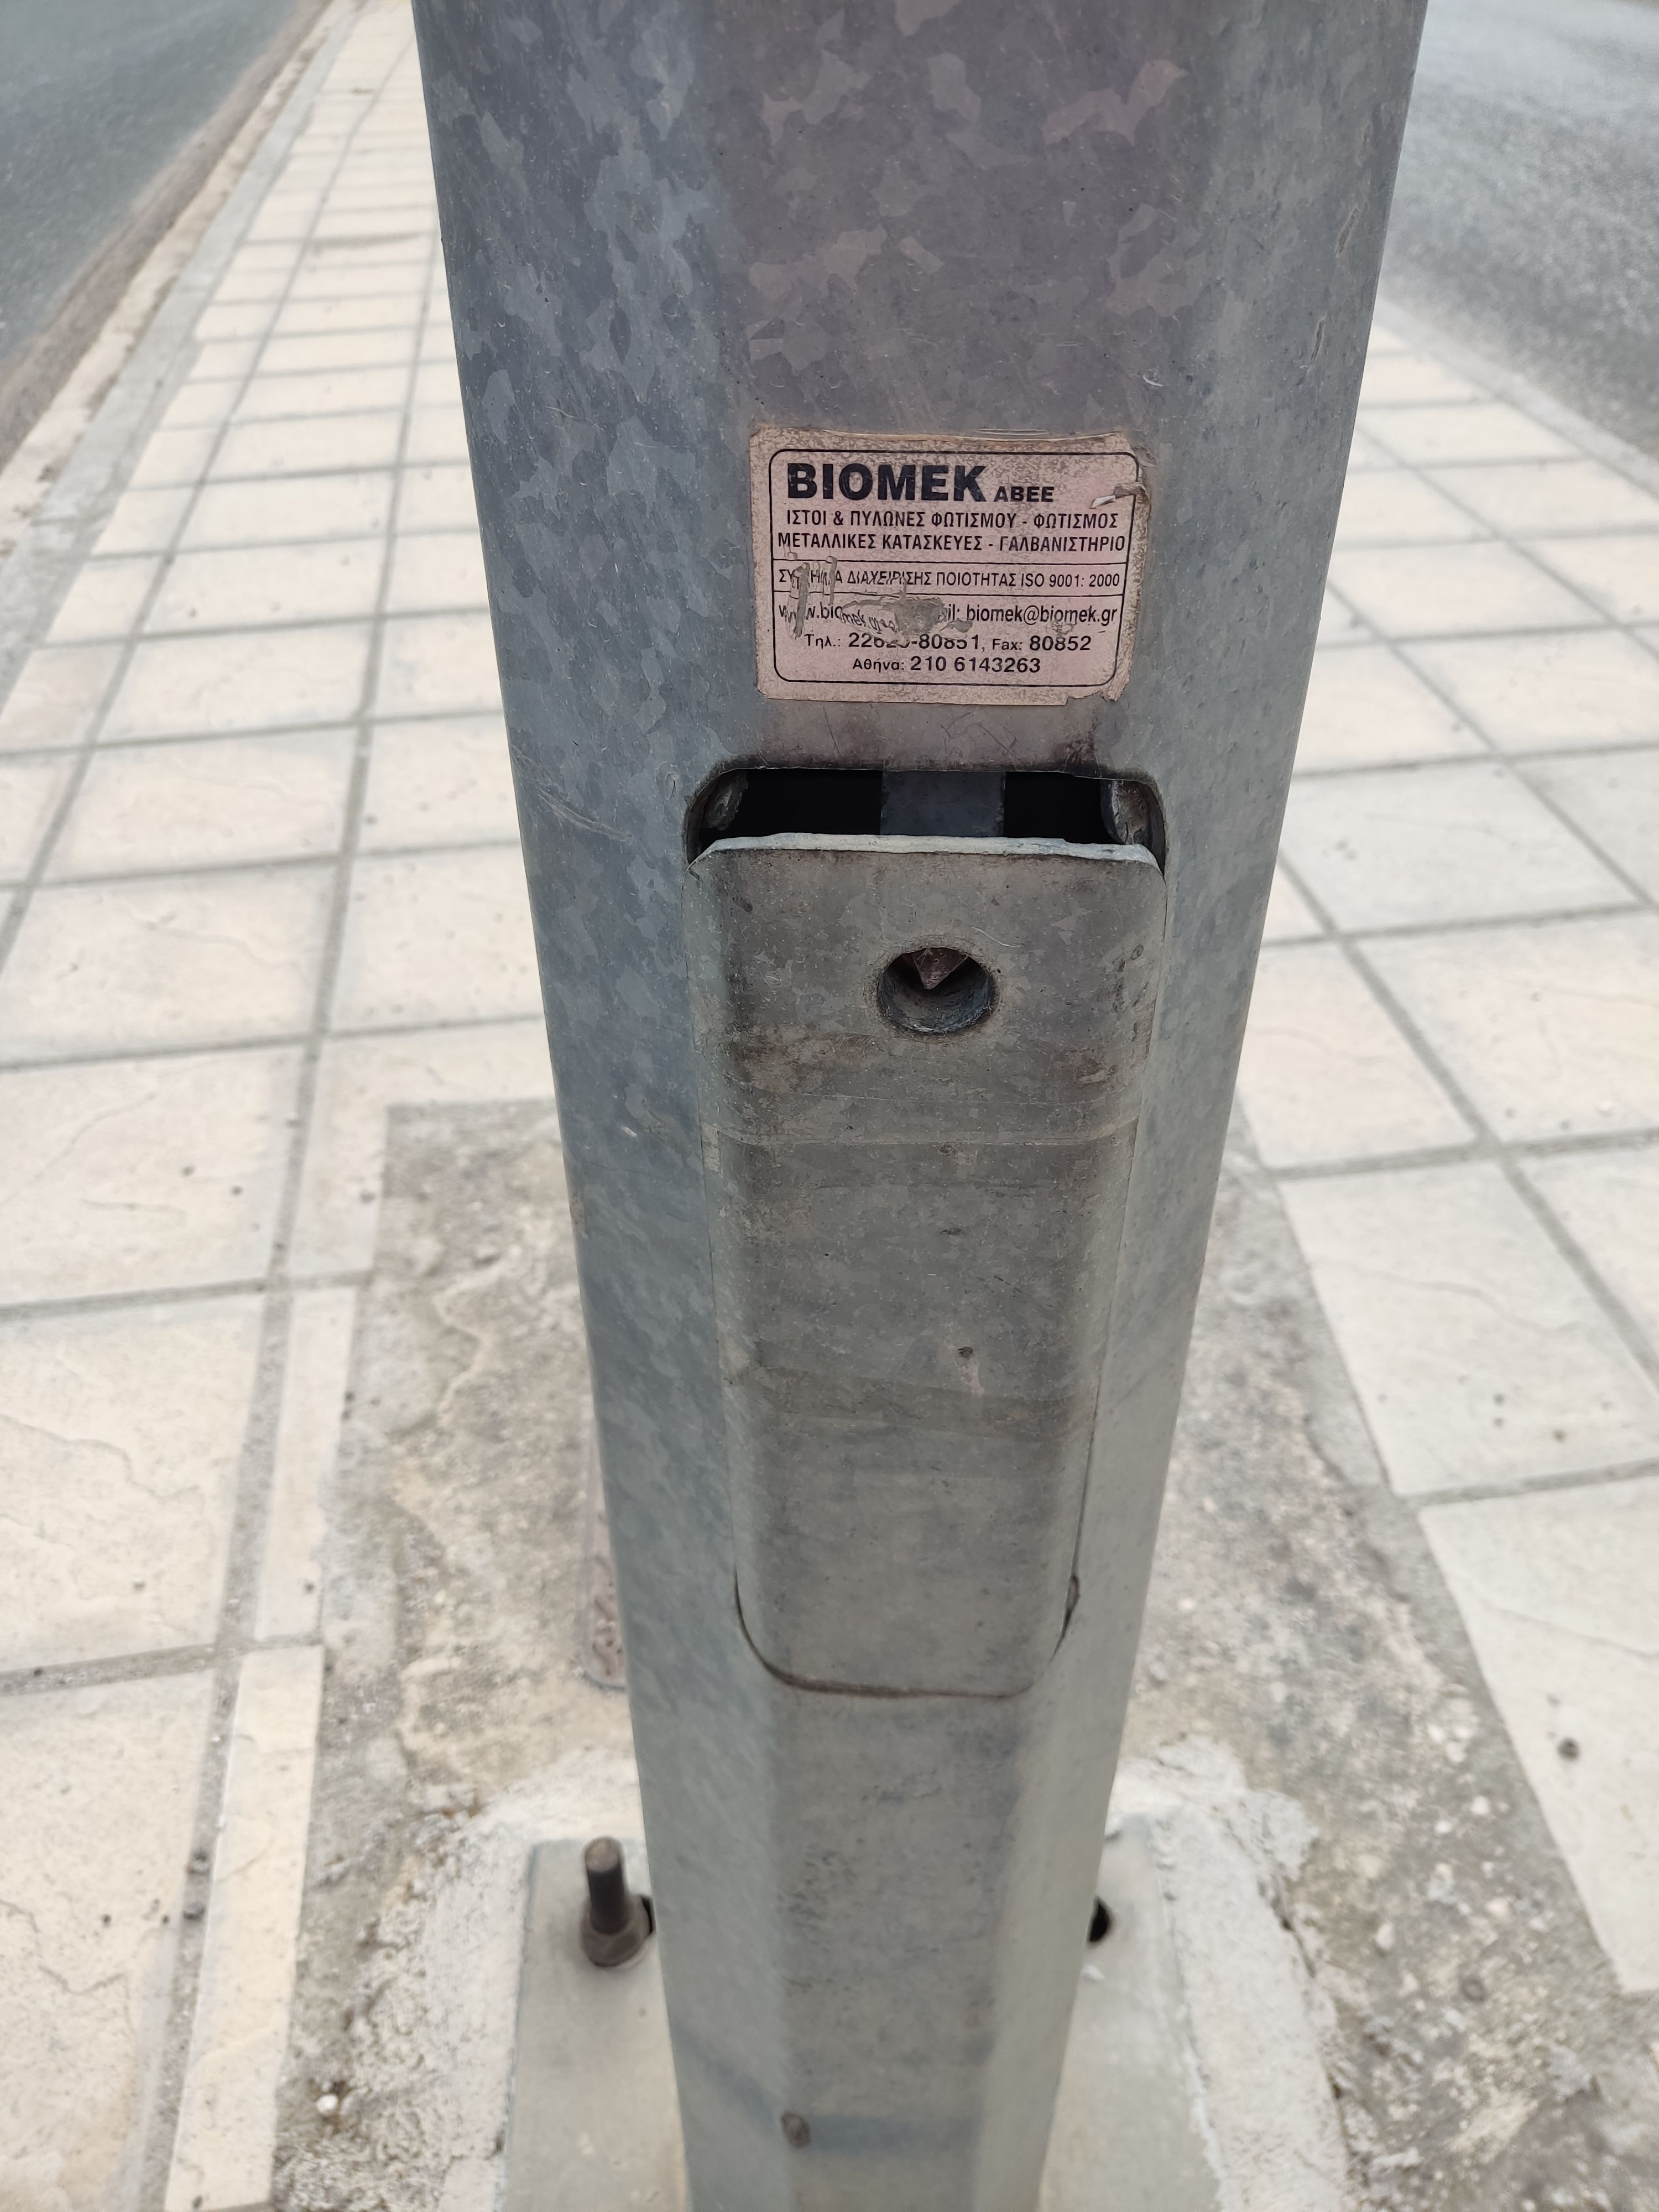 ΒΙΟΜΕΚ ΑΒΕΕ
ΙΣΤΟΙ & ΠΥΛΩΝΕΣ ΦΩΤΙΣΜΟΥ - ΦΩΤΙΣΜΟΣ
ΜΕΤΑΛΛΙΚΕΣ ΚΑΤΑΣΚΕΥΕΣ - ΓΑΛΒΑΝΙΣΤΗΡΙΟ
ΔΙΑΧΕΙΡΙΣΗΣ ΠΟΙΟΤΗΤΑΣ ISO 9001: 2000
biomek@biomek.gr
Τηλ.: Fax: 80852
Αθήνα: 210 6143263